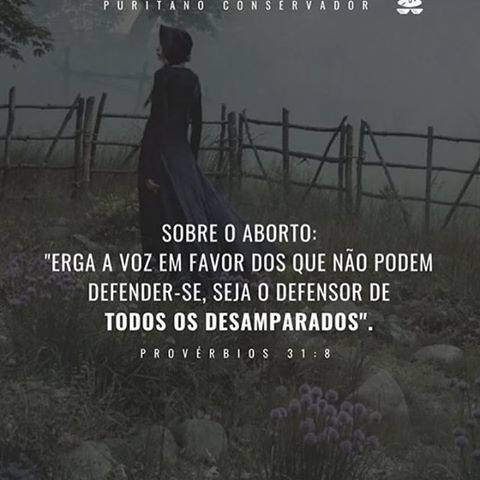 PURITANO CONSERVADOR
SOBRE O ABORTO:
"ERGA A VOZ EM FAVOR DOS QUE NÃO PODEM
DEFENDER-SE, SEJA O DEFENSOR DE
TODOS OS DESAMPARADOS".
PROVÉRBIOS 31:8